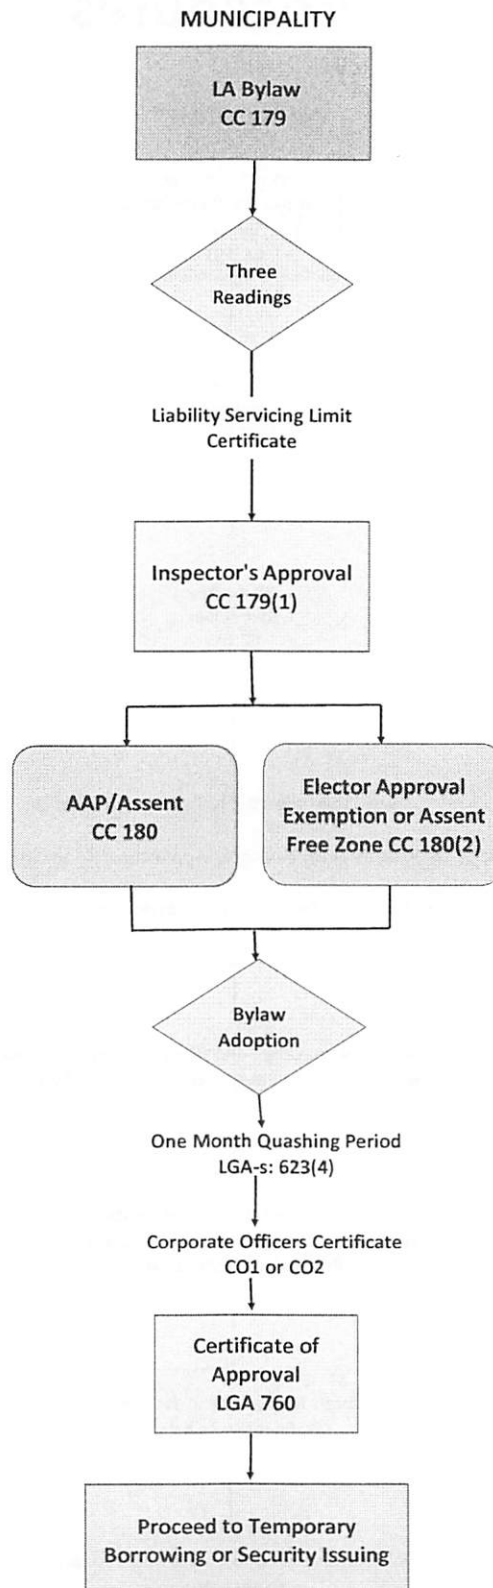 MUNICIPALITY
LA Bylaw
CC 179
Three
Readings
Liability Servicing Limit
Certificate
Inspector's Approval
CC 179(1)
AAP/Assent
CC 180
Elector Approval
Exemption or Assent
Free Zone CC 180(2)
Bylaw
Adoption
One Month Quashing Period
LGA-s: 623(4)
Corporate Officers Certificate
CO1 or CO2
Certificate of
Approval
LGA 760
Proceed to Temporary
Borrowing or Security Issuing